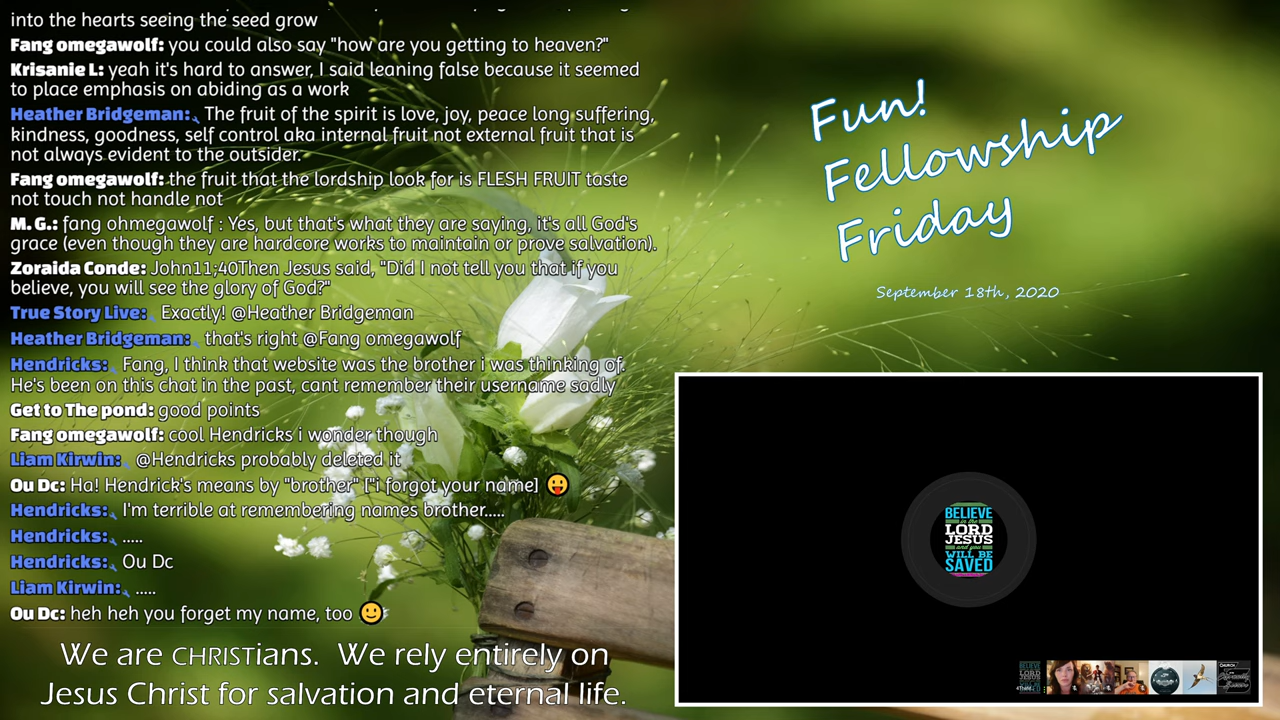 into the hearts seeing the seed grow
Fang omegawolf: you could also say "how are you getting to heaven?"
Krisanie L: yeah it's hard to answer, I said leaning false because it seemed
to place emphasis on abiding as a work
Heather Bridgeman: The fruit of the spirit is love, joy, peace long suffering,
kindness, goodness, self control aka internal fruit not external fruit that is
not always evident to the outsider.
Fang omegawolf: the fruit that the lordship look for is FLESH FRUIT taste
not touch not handle not
M. G.: fang ohmegawolf : Yes, but that's what they are saying, it's all God's
grace (even though they are hardcore works to maintain or prove salvation).
Zoraida Conde: John11;40Then Jesus said, "Did I not tell you that if you
believe, you will see the glory of God?"
True Story Live: Exactly! @Heather Bridgeman
Heather Bridgeman: that's right @Fang omegawolf
Hendricks: Fang, I think that website was the brother i was thinking of.
He's been on this chat in the past, cant remember their username sadly
Get to The pond: good points
Fang omegawolf: cool Hendricks i wonder though
Liam Kirwin: @Hendricks probably deleted it
Ou Dc: Ha! Hendrick's means by "brother" ["i forgot your name] 😜
Hendricks: I'm terrible at remembering names brother.....
Hendricks: .....
Hendricks: Ou Dc
Liam Kirwin: .....
Ou Dc: heh heh you forget my name, too 🙂
We are CHRISTians. We rely entirely on
Jesus Christ for salvation and eternal life.
Fun!
Fellowship
Friday
September 18th, 2020
BELIEVE
in the
LORD
JESUS
and you
WILL BE
SAVED